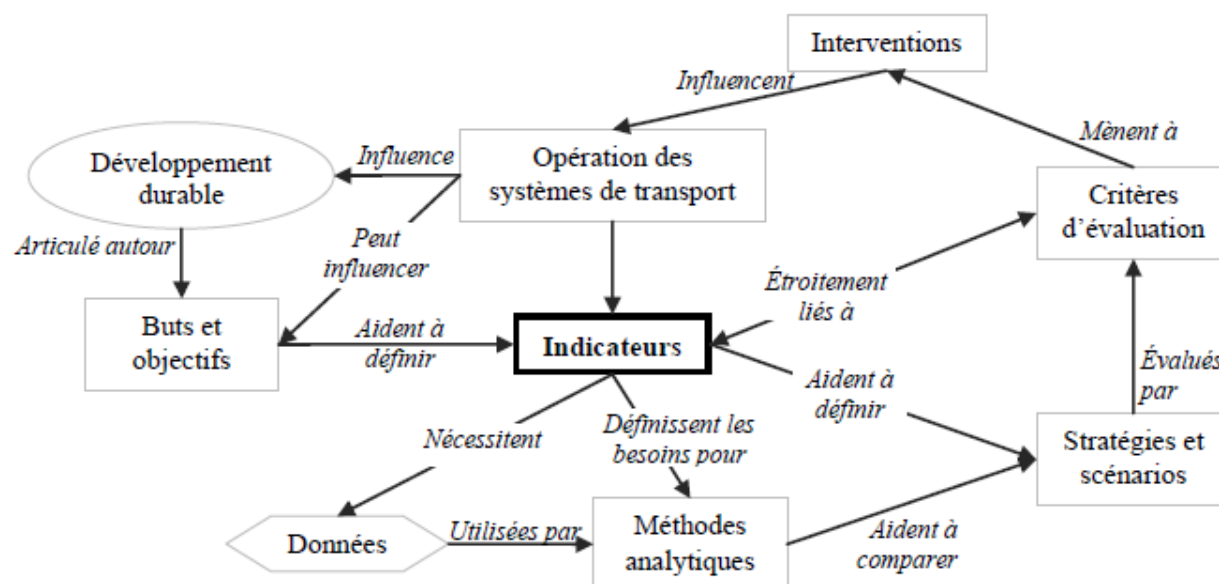 Interventions
Influencent
Mènent à
Développement
durable
Influence
Opération des
systèmes de transport
Critères
d’évaluation
Articulé autour
Peut
influencer
Étroitement
liés à
Buts et
objectifs
Aident à
définir
Indicateurs
Aident à
définir
Évalués
par
Nécessitent
Définissent les
besoins pour
Stratégies et
scénarios
Données
Utilisées par
Méthodes
analytiques
Aident à
comparer